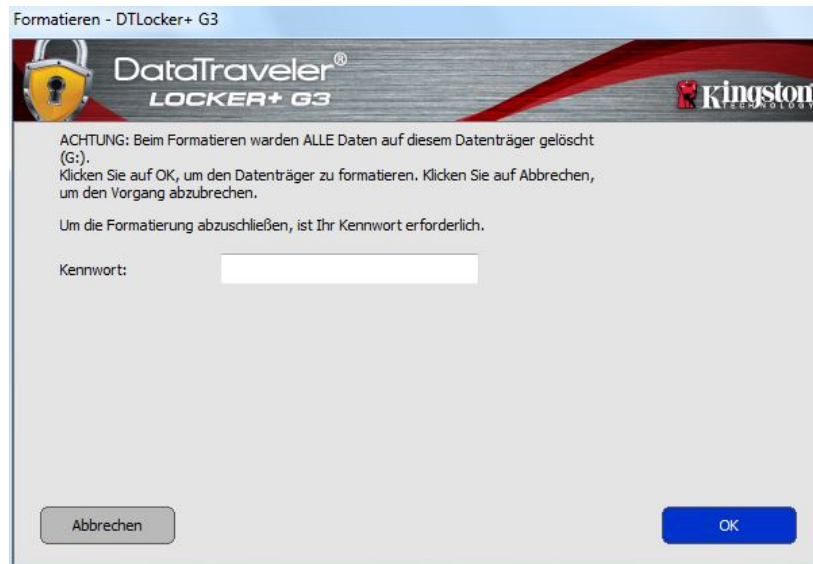 Formatieren - DTLocker+ G3
DataTraveler®
LOCKER+ G3
Kingston
TECHNOLOGY
ACHTUNG: Beim Formatieren warden ALLE Daten auf diesem Datenträger gelöscht
(G:).
Klicken Sie auf OK, um den Datenträger zu formatieren. Klicken Sie auf Abbrechen,
um den Vorgang abzubrechen.
Um die Formatierung abzuschließen, ist Ihr Kennwort erforderlich.
Kennwort:
Abbrechen
OK